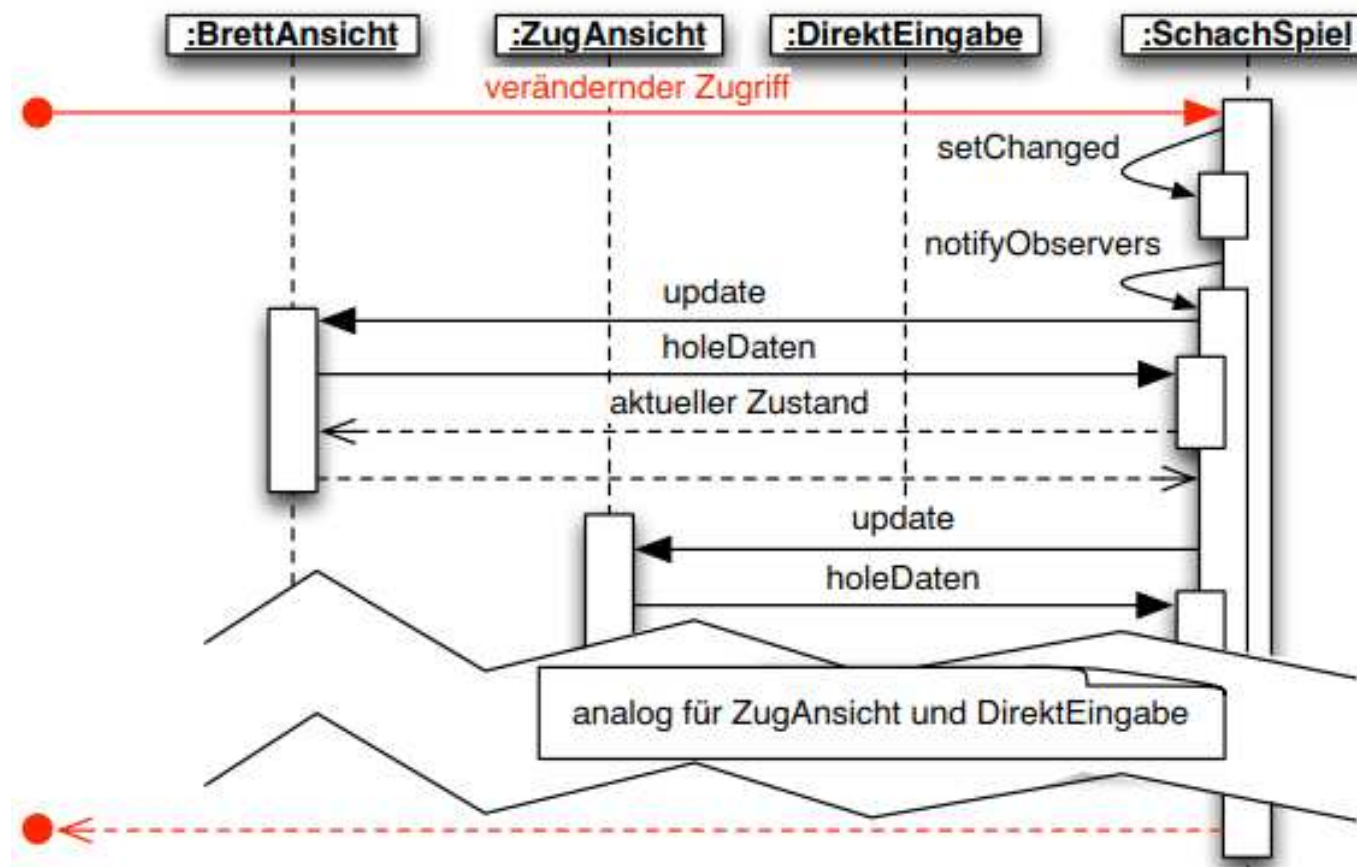 :BrettAnsicht
:ZugAnsicht
:DirektEingabe
:SchachSpiel
verändernder Zugriff
setChanged
notifyObservers
update
holeDaten
aktueller Zustand
update
holeDaten
analog für ZugAnsicht und DirektEingabe